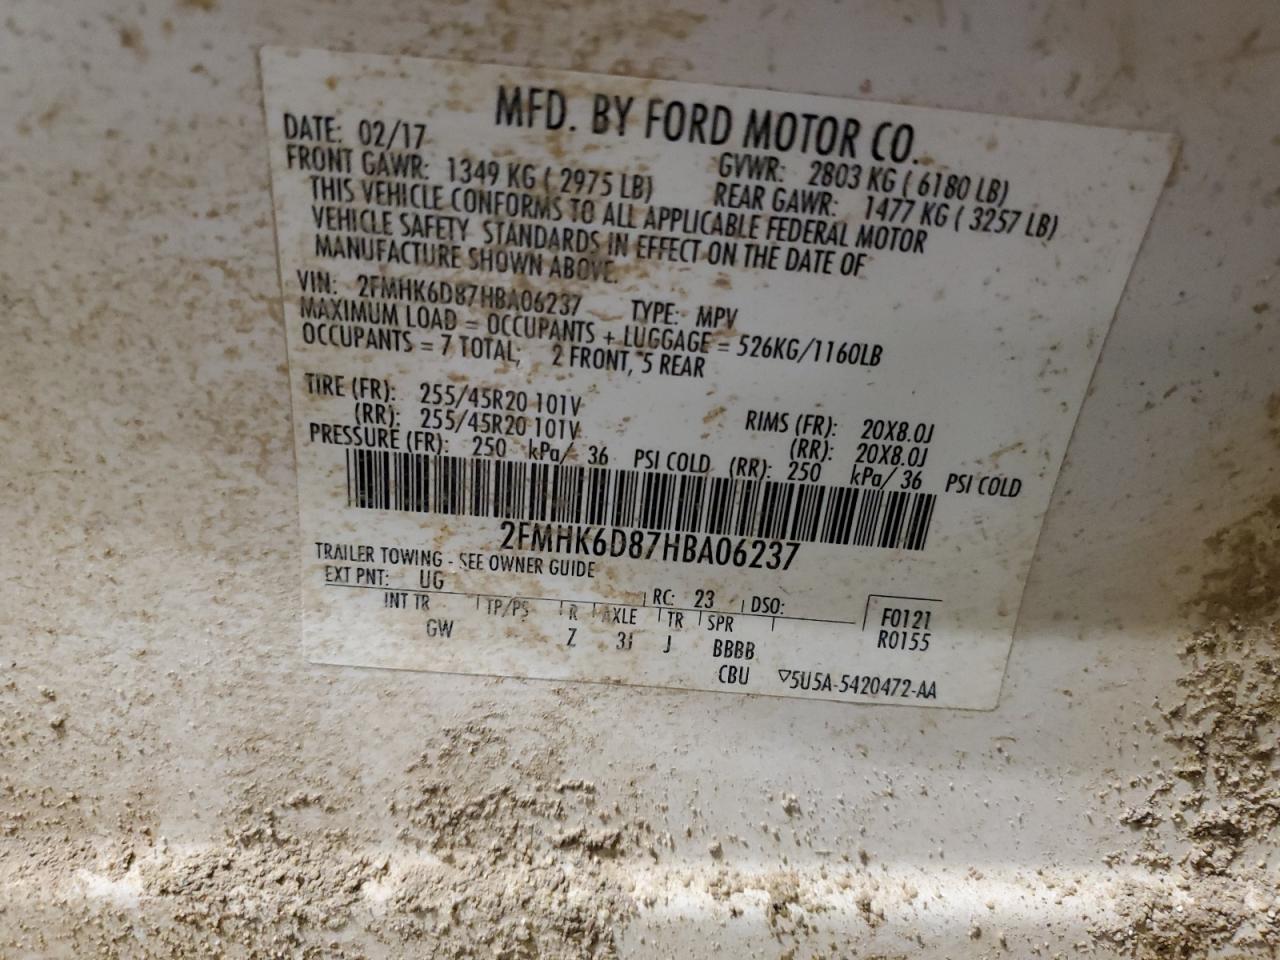 MFD. BY FORD MOTOR CO.
DATE: 02/17 GVWR: 2803 KG ( 6180 LB)
FRONT GAWR: 1349 KG ( 2975 LB) REAR GAWR: 1477 KG ( 3257 LB)
THIS VEHICLE CONFORMS TO ALL APPLICABLE FEDERAL MOTOR
VEHICLE SAFETY STANDARDS IN EFFECT ON THE DATE OF
MANUFACTURE SHOWN ABOVE.
VIN: 2FMHK6D87HBA06237 TYPE: MPV
MAXIMUM LOAD = OCCUPANTS + LUGGAGE = 526KG/1160LB
OCCUPANTS = 7 TOTAL; 2 FRONT, 5 REAR
TIRE (FR): 255/45R20 101V RIMS (FR): 20X8.0J
(RR): 255/45R20 101V (RR): 20X8.0J
PRESSURE (FR): 250 kPa/ 36 PSI COLD (RR): 250 kPa/ 36 PSI COLD
2FMHK6D87HBA06237
TRAILER TOWING - SEE OWNER GUIDE
EXT PNT: UG RC: 23 DSO: F0121
INT TR TP/PS R AXLE TR SPR R0155
GW Z 3J J BBBB
CBU ▽5U5A-5420472-AA